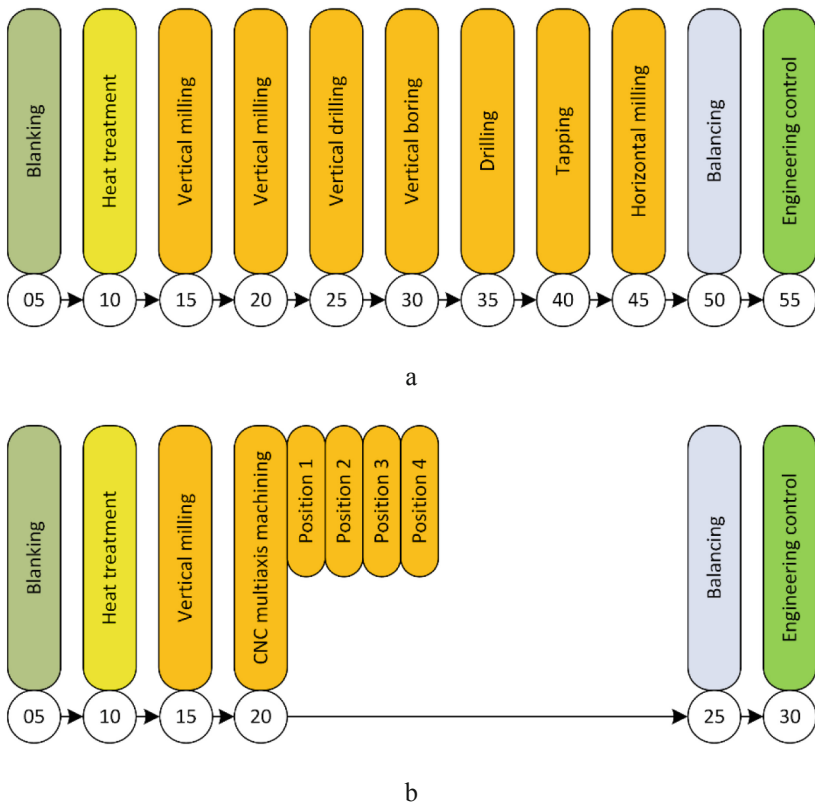 Blanking
Heat treatment
Vertical milling
Vertical milling
Vertical drilling
Vertical boring
Drilling
Tapping
Horizontal milling
Balancing
Engineering control
05
10
15
20
25
30
35
40
45
50
55
a
Blanking
Heat treatment
Vertical milling
CNC multiaxis machining
Position 1
Position 2
Position 3
Position 4
Balancing
Engineering control
05
10
15
20
25
30
b